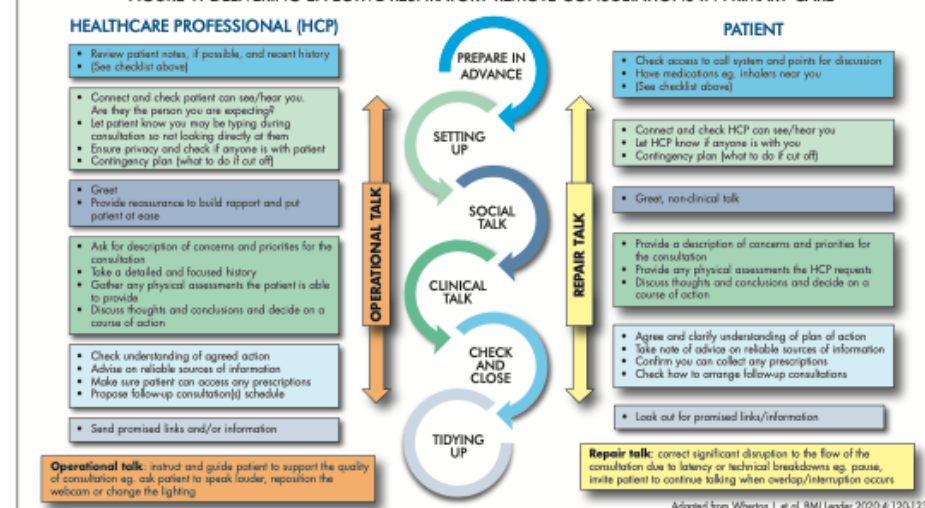 HEALTHCARE PROFESSIONAL (HCP)
• Review patient notes, if possible, and recent history
• (See checklist above)
• Connect and check patient can see/hear you.
Are they the person you are expecting?
• Let patient know you may be typing during
consultation so not looking directly at them
• Ensure privacy and check if anyone is with patient
• Contingency plan (what to do if cut off)
• Greet
• Provide reassurance to build rapport and put
patient at ease
• Ask for description of concerns and priorities for the
consultation
• Take a detailed and focused history
• Gather any physical assessments the patient is able
to provide
• Discuss thoughts and conclusions and decide on a
course of action
• Check understanding of agreed action
• Advise on reliable sources of information
• Make sure patient can access any prescriptions
• Propose follow-up consultation(s) schedule
• Send promised links and/or information
Operational talk: instruct and guide patient to support the quality
of consultation eg. ask patient to speak louder, reposition the
webcam or change the lighting
OPERATIONAL TALK
PREPARE IN
ADVANCE
SETTING
UP
SOCIAL
TALK
CLINICAL
TALK
CHECK
AND
CLOSE
TIDYING
UP
REPAIR TALK
PATIENT
• Check access to call system and points for discussion
• Have medications eg. inhalers near you
• (See checklist above)
• Connect and check HCP can see/hear you
• Let HCP know if anyone is with you
• Contingency plan (what to do if cut off)
• Greet, non-clinical talk
• Provide a description of concerns and priorities for
the consultation
• Provide any physical assessments the HCP requests
• Discuss thoughts and conclusions and decide on a
course of action
• Agree and clarify understanding of plan of action
• Take note of advice on reliable sources of information
• Confirm you can collect any prescriptions
• Check how to arrange follow-up consultations
• Look out for promised links/information
Repair talk: correct significant disruption to the flow of the
consultation due to latency or technical breakdowns eg. pause,
invite patient to continue talking when overlap/interruption occurs
Adapted from Wherton J, et al. BMJ Leader 2020;4:120-123